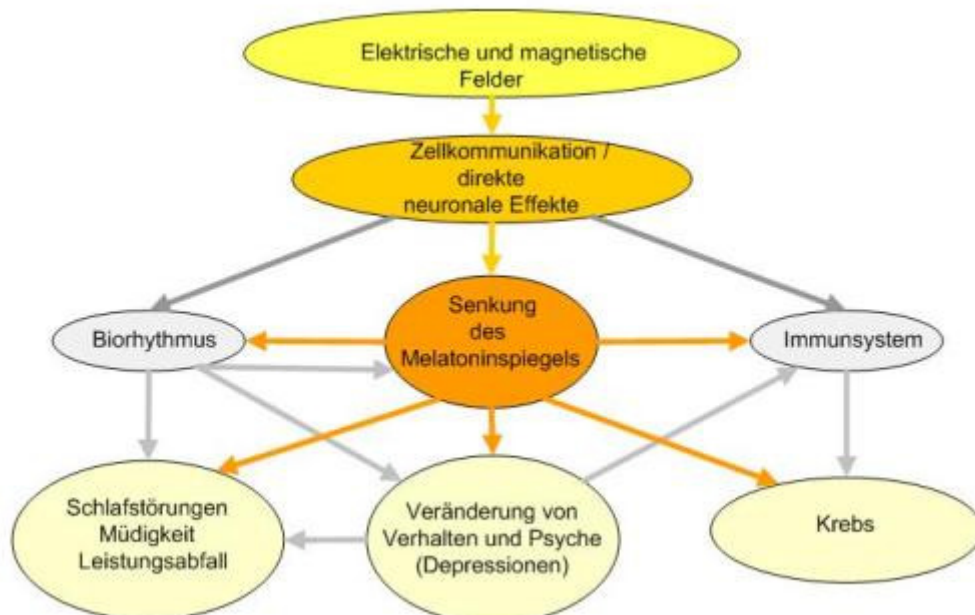 Elektrische und magnetische
Felder
Zellkommunikation /
direkte
neuronale Effekte
Senkung
des
Melatoninspiegels
Biorhythmus
Immunsystem
Schlafstörungen
Müdigkeit
Leistungsabfall
Veränderung von
Verhalten und Psyche
(Depressionen)
Krebs